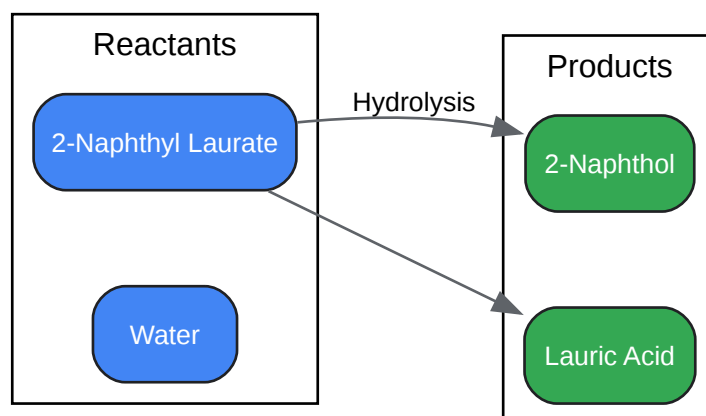 Reactants
2-Naphthyl Laurate
Water
Hydrolysis
Products
2-Naphthol
Lauric Acid